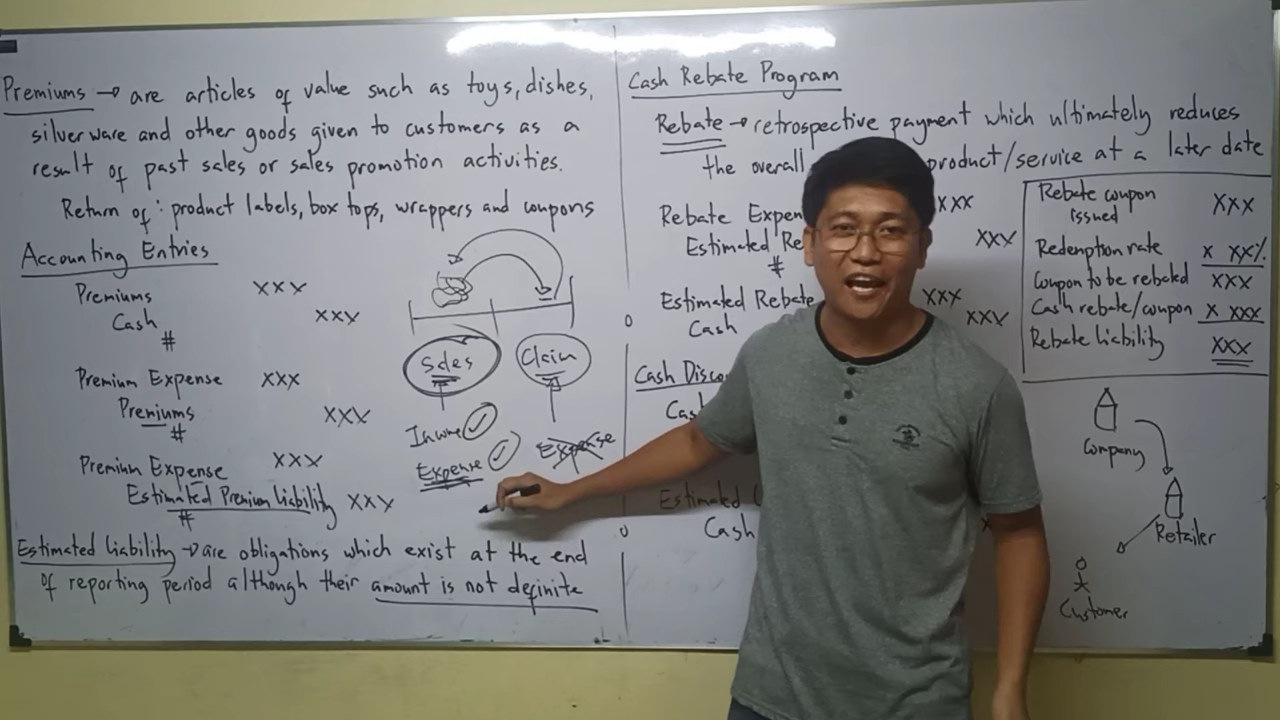 Premiums → are articles of value such as toys, dishes,
silverware and other goods given to customers as a
result of past sales or sales promotion activities.
Return of: product labels, box tops, wrappers and coupons
Accounting Entries
Premiums XXX
Cash XXX
#
Premium Expense XXX
Premiums XXX
#
Premium Expense XXX
Estimated Premium Liability XXX
#
Sales
Claim
Income
Expense
Expense
Estimated Liability → are obligations which exist at the end
of reporting period although their amount is not definite
Cash Rebate Program
Rebate → retrospective payment which ultimately reduces
the overall product/service at a later date
Rebate XXX
Estimated XXX
#
Estimated Rebate XXX
Cash XXX
Cash
Estimated
Cash
Rebate coupon
issued XXX
Redemption rate x XX%
Coupon to be rebated XXX
Cash rebate/coupon x XXX
Rebate liability XXX
Company
Retailer
Customer